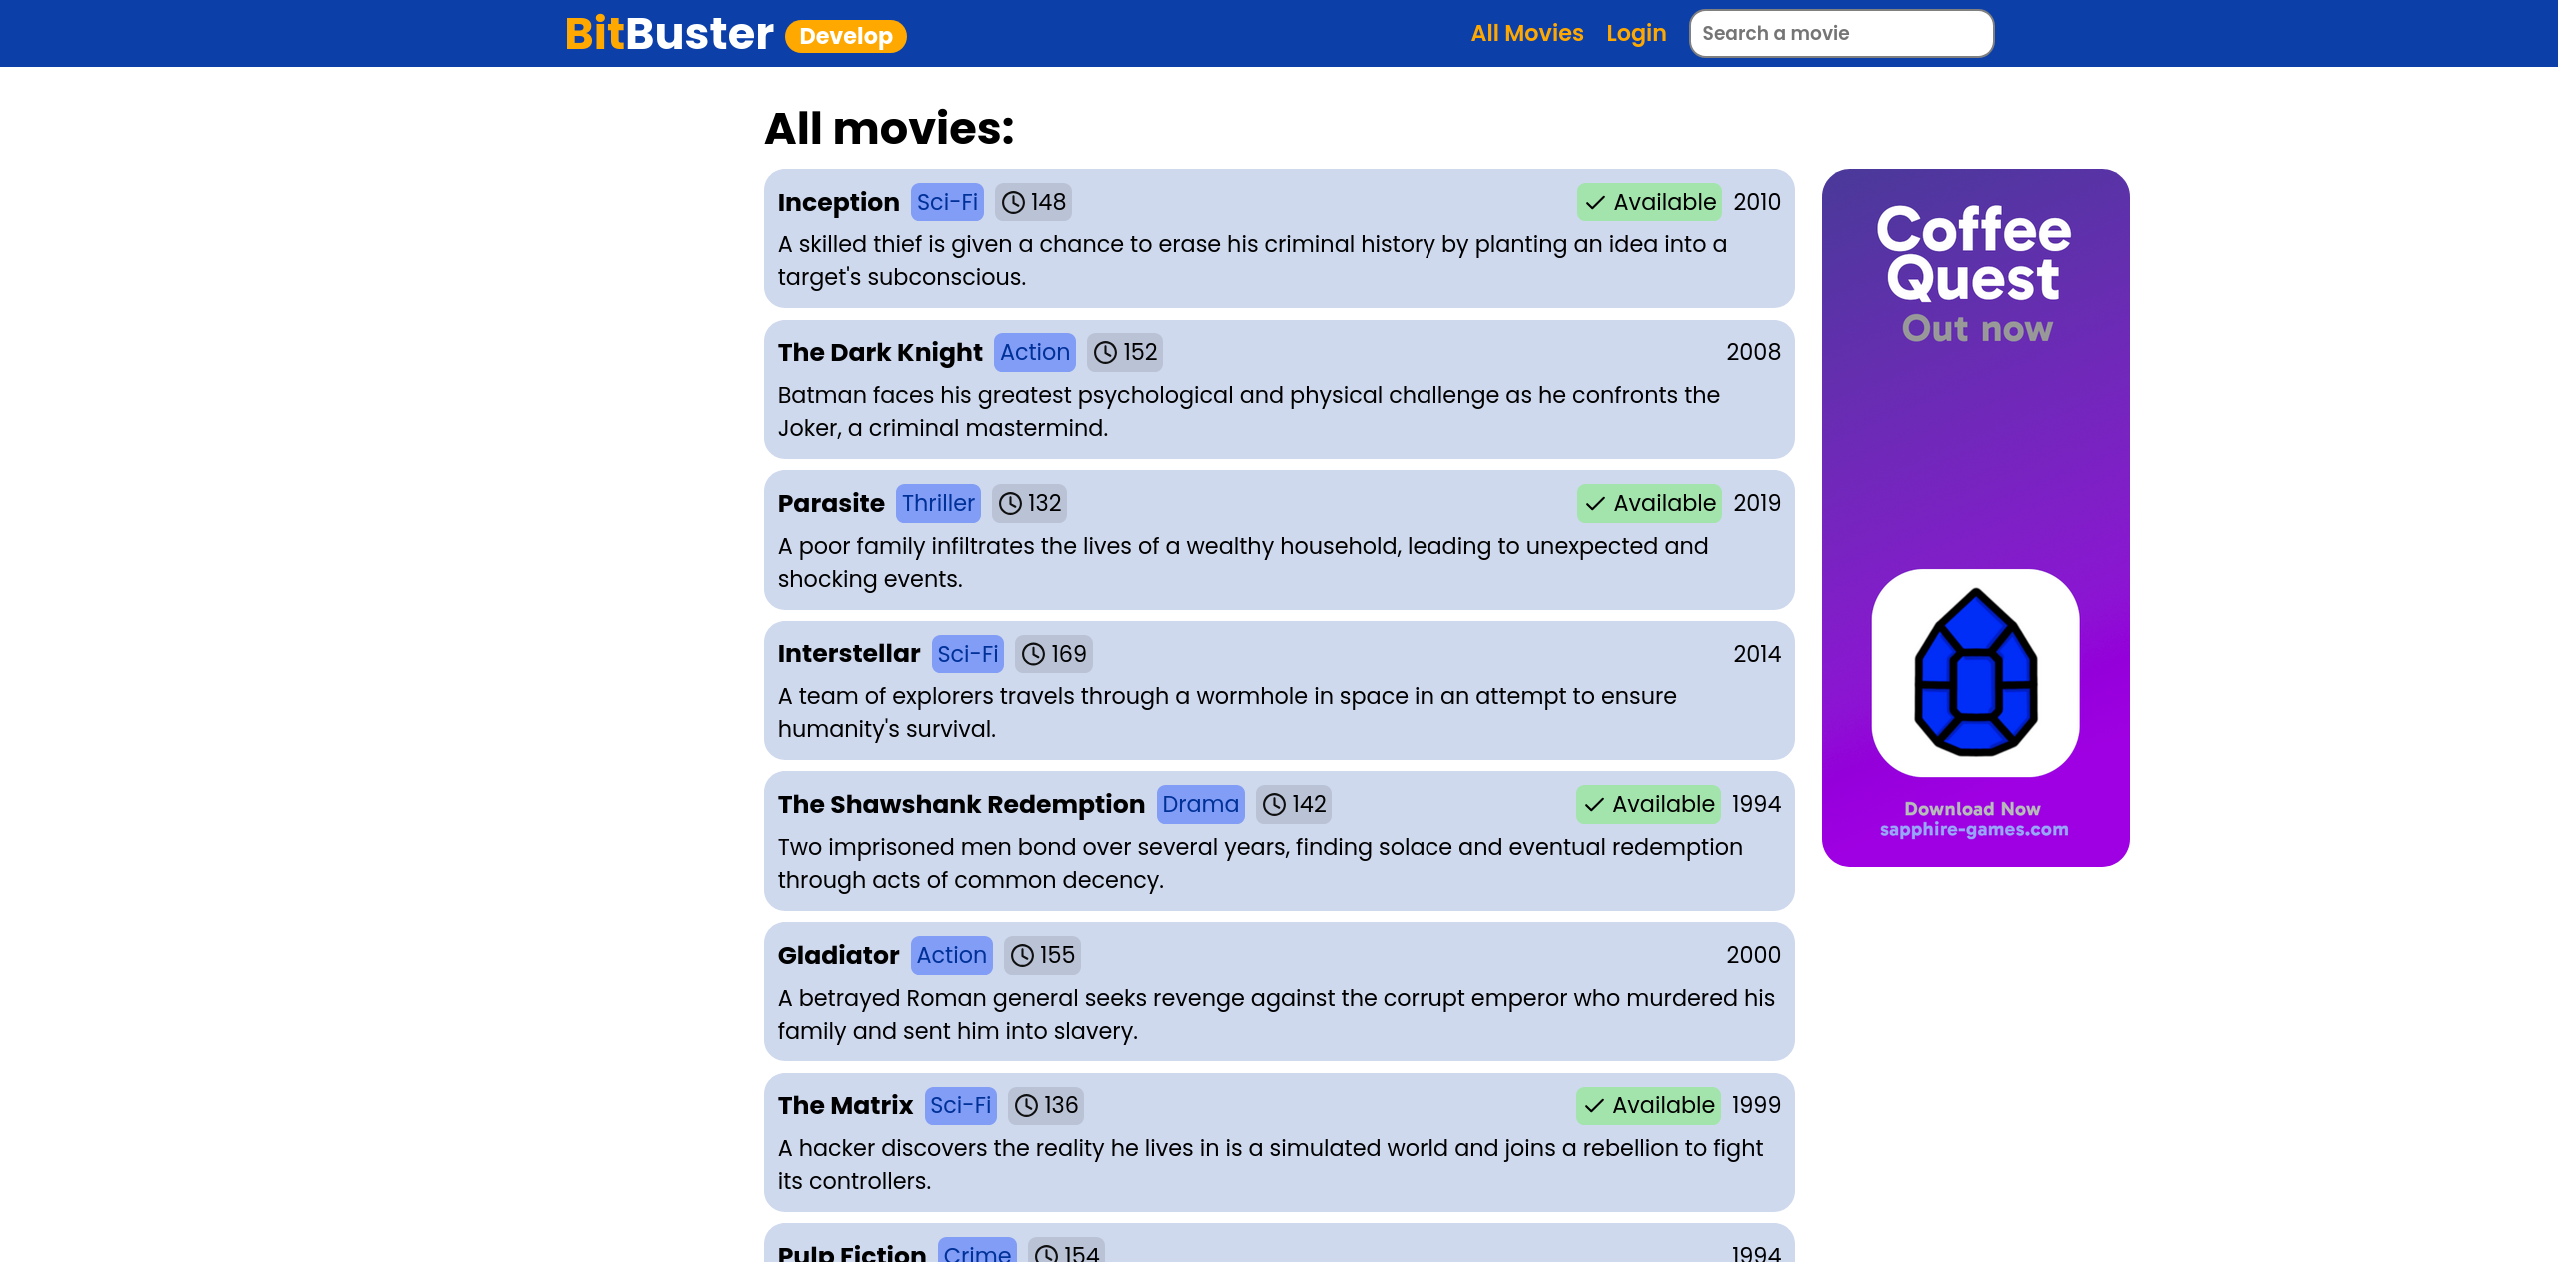 BitBuster Develop All Movies Login Search a movie
All movies:
Inception Sci-Fi 148 Available 2010
A skilled thief is given a chance to erase his criminal history by planting an idea into a
target's subconscious.
The Dark Knight Action 152 2008
Batman faces his greatest psychological and physical challenge as he confronts the
Joker, a criminal mastermind.
Parasite Thriller 132 Available 2019
A poor family infiltrates the lives of a wealthy household, leading to unexpected and
shocking events.
Interstellar Sci-Fi 169 2014
A team of explorers travels through a wormhole in space in an attempt to ensure
humanity's survival.
The Shawshank Redemption Drama 142 Available 1994
Two imprisoned men bond over several years, finding solace and eventual redemption
through acts of common decency.
Gladiator Action 155 2000
A betrayed Roman general seeks revenge against the corrupt emperor who murdered his
family and sent him into slavery.
The Matrix Sci-Fi 136 Available 1999
A hacker discovers the reality he lives in is a simulated world and joins a rebellion to fight
its controllers.
Pulp Fiction Crime 154 1994
Coffee
Quest
Out now
Download Now
sapphire-games.com